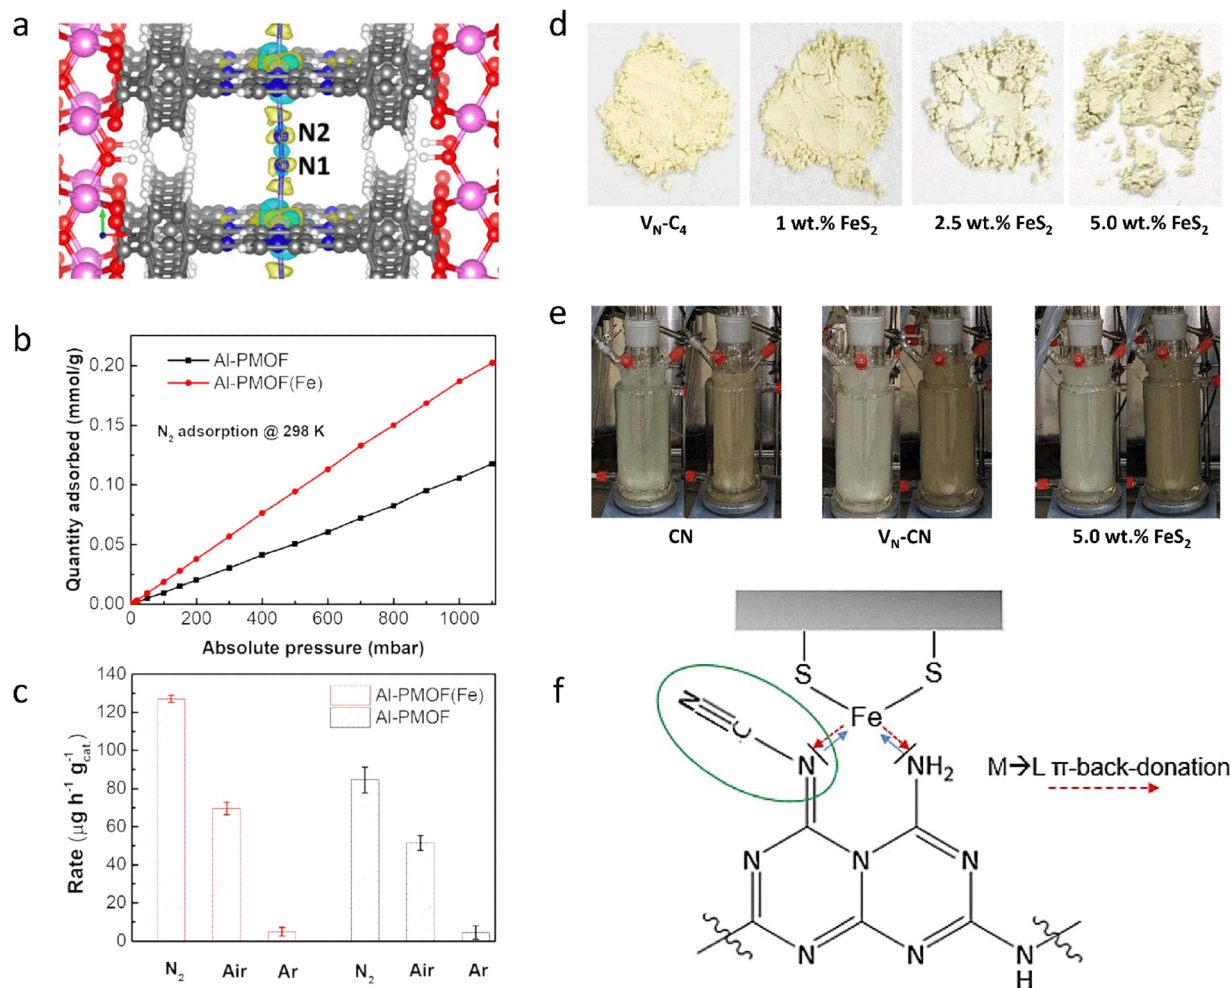 a
N2
N1
b
Al-PMOF
Al-PMOF(Fe)
N₂ adsorption @ 298 K
Quantity adsorbed (mmol/g)
0.20
0.15
0.10
0.05
0.00
0 200 400 600 800 1000
Absolute pressure (mbar)
c
Al-PMOF(Fe)
Al-PMOF
Rate (µg h⁻¹ g⁻¹cat.)
140
120
100
80
60
40
20
0
N₂ Air Ar N₂ Air Ar
d
V_N-C₄ 1 wt.% FeS₂ 2.5 wt.% FeS₂ 5.0 wt.% FeS₂
e
CN V_N-CN 5.0 wt.% FeS₂
f
S S
Fe
N C N NH₂
M→L π-back-donation
N N N
N N N
H